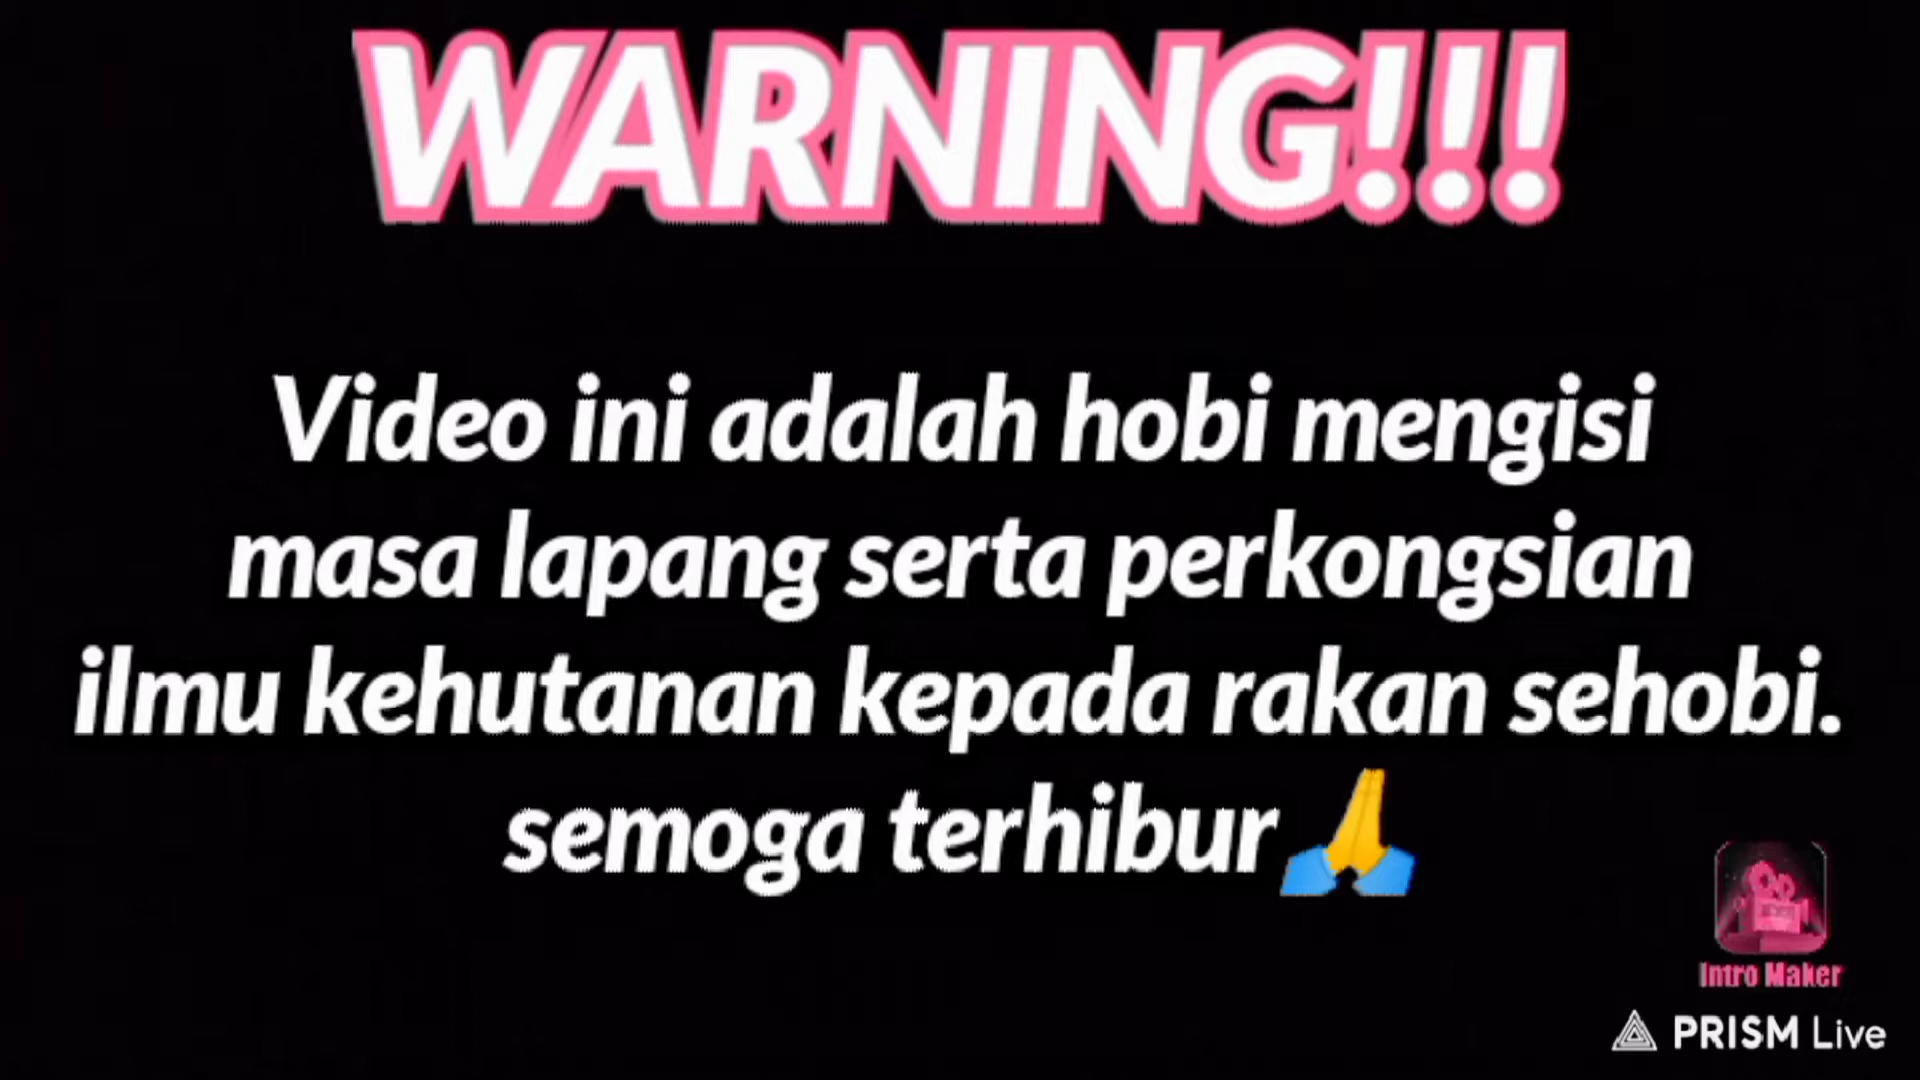 WARNING!!!
Video ini adalah hobi mengisi
masa lapang serta perkongsian
ilmu kehutanan kepada rakan sehobi.
semoga terhibur🙏
Intro Maker
PRISM Live